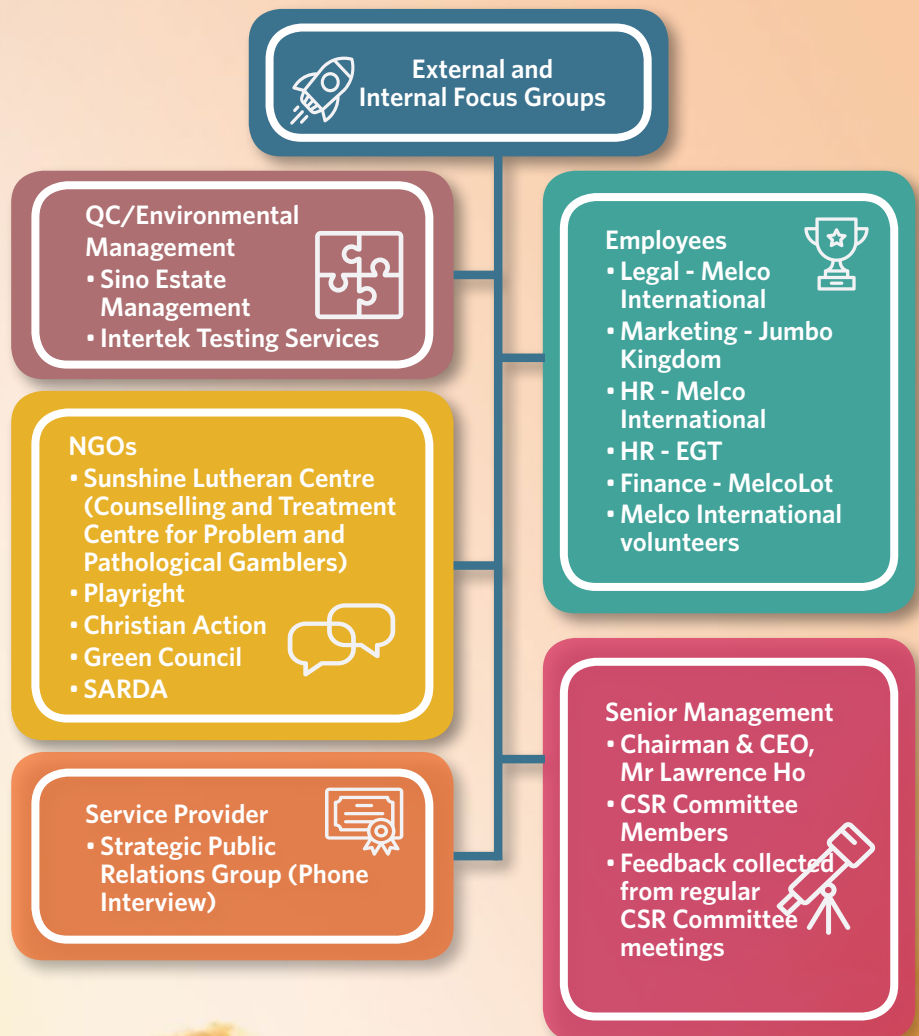 External and
Internal Focus Groups
QC/Environmental
Management
• Sino Estate
Management
• Intertek Testing Services
NGOs
• Sunshine Lutheran Centre
(Counselling and Treatment
Centre for Problem and
Pathological Gamblers)
• Playright
• Christian Action
• Green Council
• SARDA
Service Provider
• Strategic Public
Relations Group (Phone
Interview)
Employees
• Legal - Melco
International
• Marketing - Jumbo
Kingdom
• HR - Melco
International
• HR - EGT
• Finance - MelcoLot
• Melco International
volunteers
Senior Management
• Chairman & CEO,
Mr Lawrence Ho
• CSR Committee
Members
• Feedback collected
from regular
CSR Committee
meetings